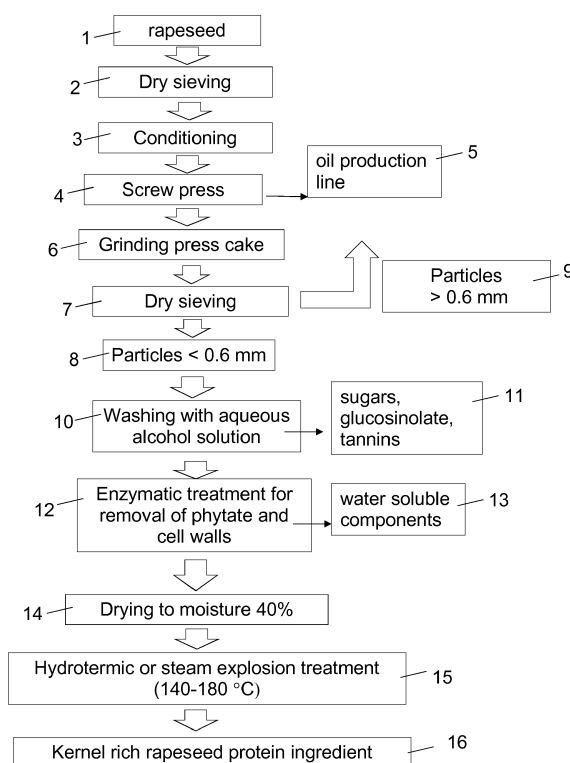 1
rapeseed
2
Dry sieving
3
Conditioning
4
Screw press
oil production
line
5
6
Grinding press cake
7
Dry sieving
Particles
> 0.6 mm
9
8
Particles < 0.6 mm
10
Washing with aqueous
alcohol solution
sugars,
glucosinolate,
tannins
11
12
Enzymatic treatment for
removal of phytate and
cell walls
water soluble
components
13
14
Drying to moisture 40%
Hydrotermic or steam explosion treatment
(140-180 °C)
15
Kernel rich rapeseed protein ingredient
16